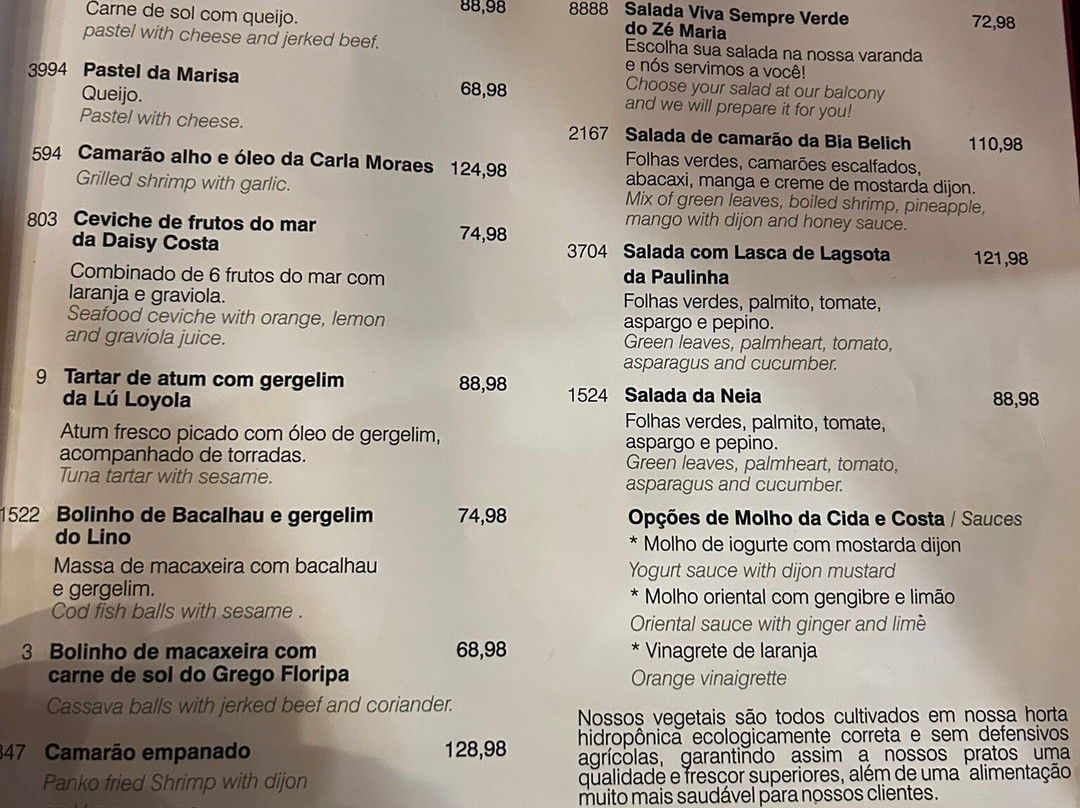 Carne de sol com queijo.
88,98
pastel with cheese and jerked beef.
3994 Pastel da Marisa
68,98
Queijo.
Pastel with cheese.
594 Camarão alho e óleo da Carla Moraes 124,98
Grilled shrimp with garlic.
803 Ceviche de frutos do mar
da Daisy Costa
74,98
Combinado de 6 frutos do mar com
laranja e graviola.
Seafood ceviche with orange, lemon
and graviola juice.
9 Tartar de atum com gergelim
da Lú Loyola
88,98
Atum fresco picado com óleo de gergelim,
acompanhado de torradas.
Tuna tartar with sesame.
1522 Bolinho de Bacalhau e gergelim
do Lino
74,98
Massa de macaxeira com bacalhau
e gergelim.
Cod fish balls with sesame .
3 Bolinho de macaxeira com
carne de sol do Grego Floripa
68,98
Cassava balls with jerked beef and coriander.
347 Camarão empanado 128,98
Panko fried Shrimp with dijon
8888 Salada Viva Sempre Verde
do Zé Maria
72,98
Escolha sua salada na nossa varanda
e nós servimos a você!
Choose your salad at our balcony
and we will prepare it for you!
2167 Salada de camarão da Bia Belich 110,98
Folhas verdes, camarões escalfados,
abacaxi, manga e creme de mostarda dijon.
Mix of green leaves, boiled shrimp, pineapple,
mango with dijon and honey sauce.
3704 Salada com Lasca de Lagsota
da Paulinha
121,98
Folhas verdes, palmito, tomate,
aspargo e pepino.
Green leaves, palmheart, tomato,
asparagus and cucumber.
1524 Salada da Neia 88,98
Folhas verdes, palmito, tomate,
aspargo e pepino.
Green leaves, palmheart, tomato,
asparagus and cucumber.
Opções de Molho da Cida e Costa / Sauces
* Molho de iogurte com mostarda dijon
Yogurt sauce with dijon mustard
* Molho oriental com gengibre e limão
Oriental sauce with ginger and limè
* Vinagrete de laranja
Orange vinaigrette
Nossos vegetais são todos cultivados em nossa horta
hidropônica ecologicamente correta e sem defensivos
agrícolas, garantindo assim a nossos pratos uma
qualidade e frescor superiores, além de uma alimentação
muito mais saudável para nossos clientes.